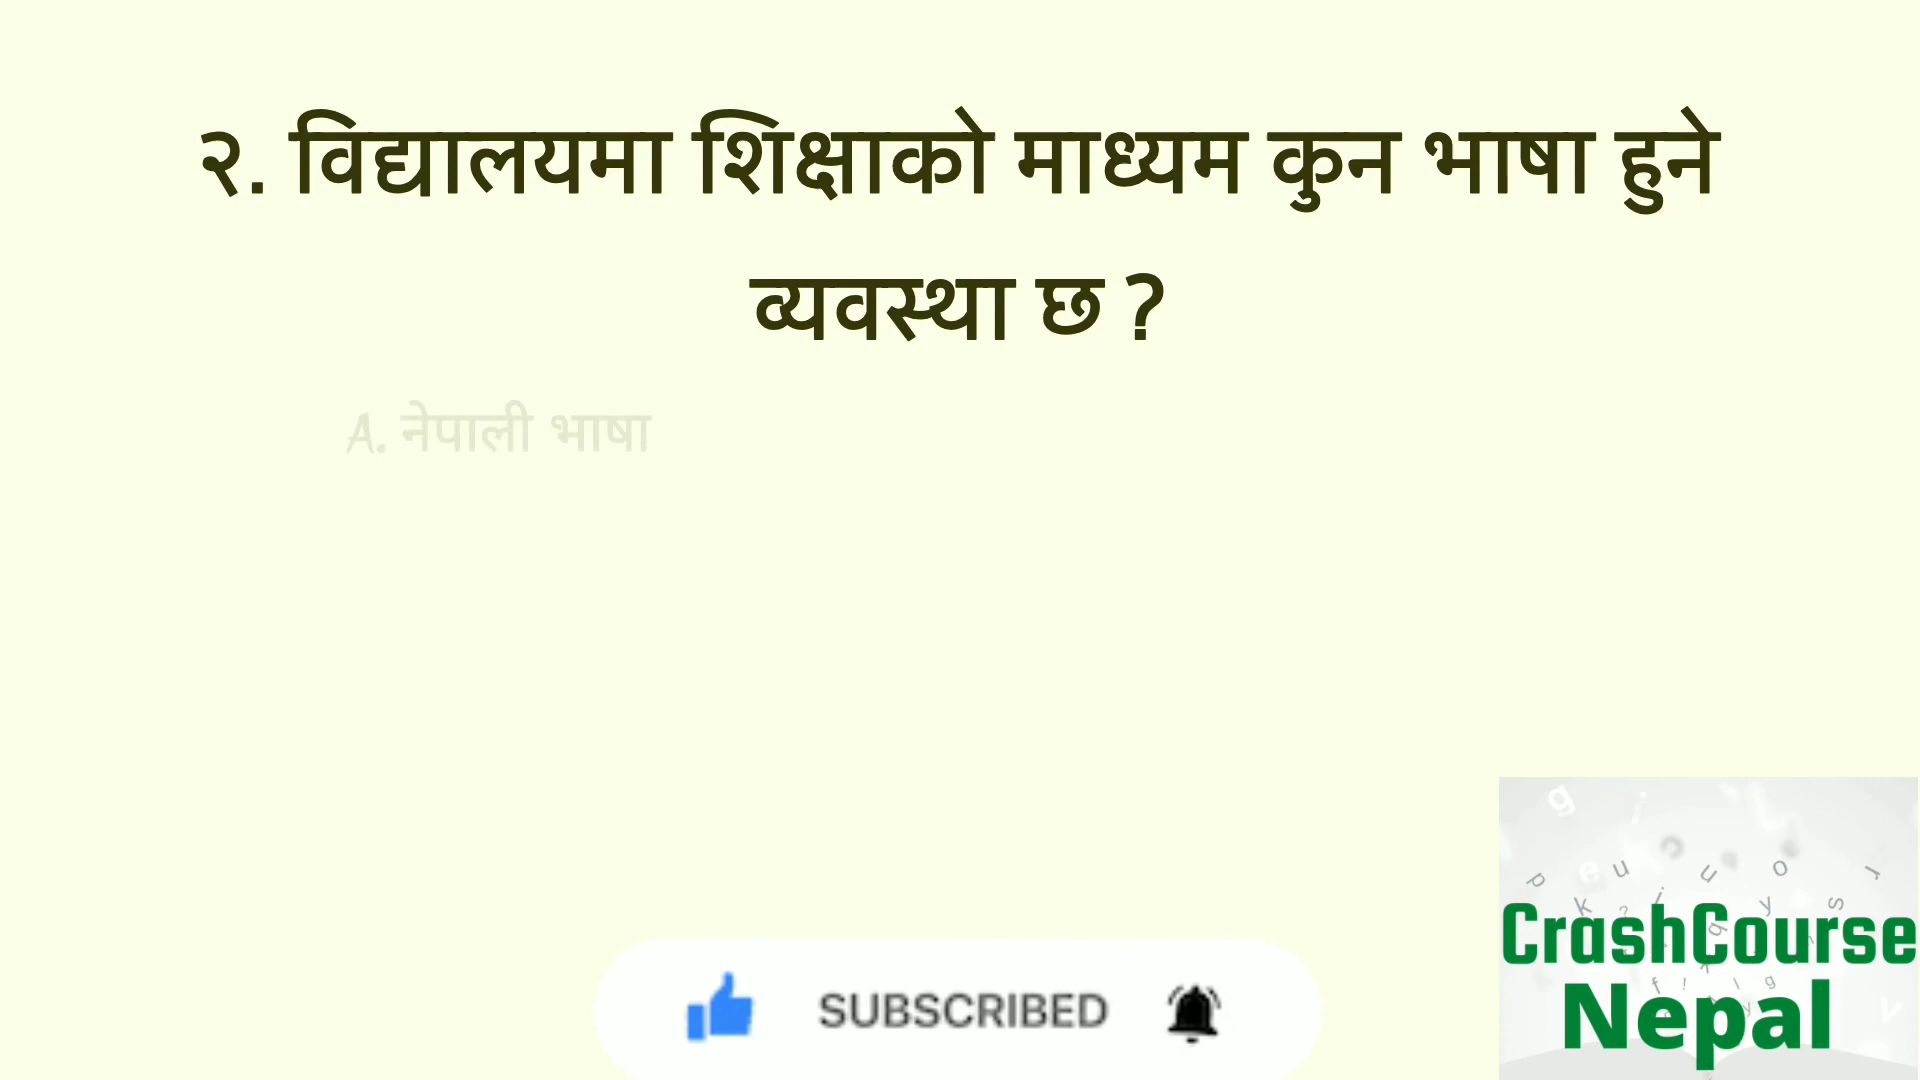 २. विद्यालयमा शिक्षाको माध्यम कुन भाषा हुने
व्यवस्था छ ?
A. नेपाली भाषा
SUBSCRIBED
CrashCourse
Nepal